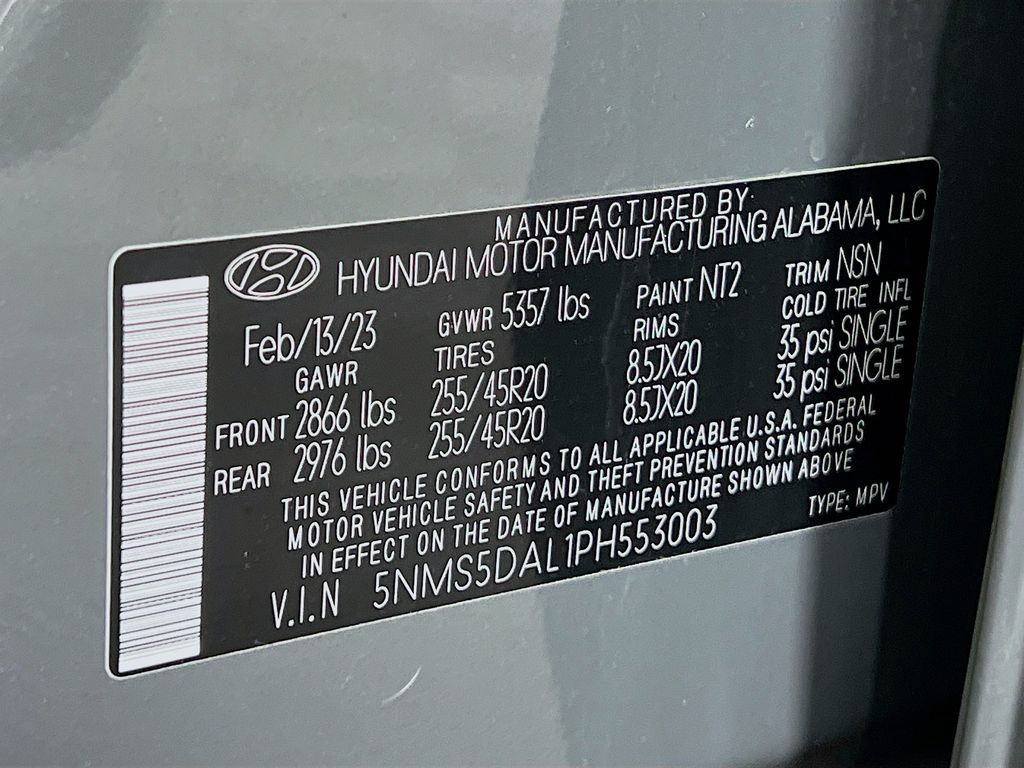 MANUFACTURED BY:
HYUNDAI MOTOR MANUFACTURING ALABAMA, LLC
Feb/13/23 GVWR 5357 lbs PAINT NT2 TRIM NSN
GAWR TIRES RIMS COLD TIRE INFL
FRONT 2866 lbs 255/45R20 8.5JX20 35 psi SINGLE
REAR 2976 lbs 255/45R20 8.5JX20 35 psi SINGLE
THIS VEHICLE CONFORMS TO ALL APPLICABLE U.S.A. FEDERAL
MOTOR VEHICLE SAFETY AND THEFT PREVENTION STANDARDS
IN EFFECT ON THE DATE OF MANUFACTURE SHOWN ABOVE
V.I.N 5NMS5DAL1PH553003 TYPE: MPV